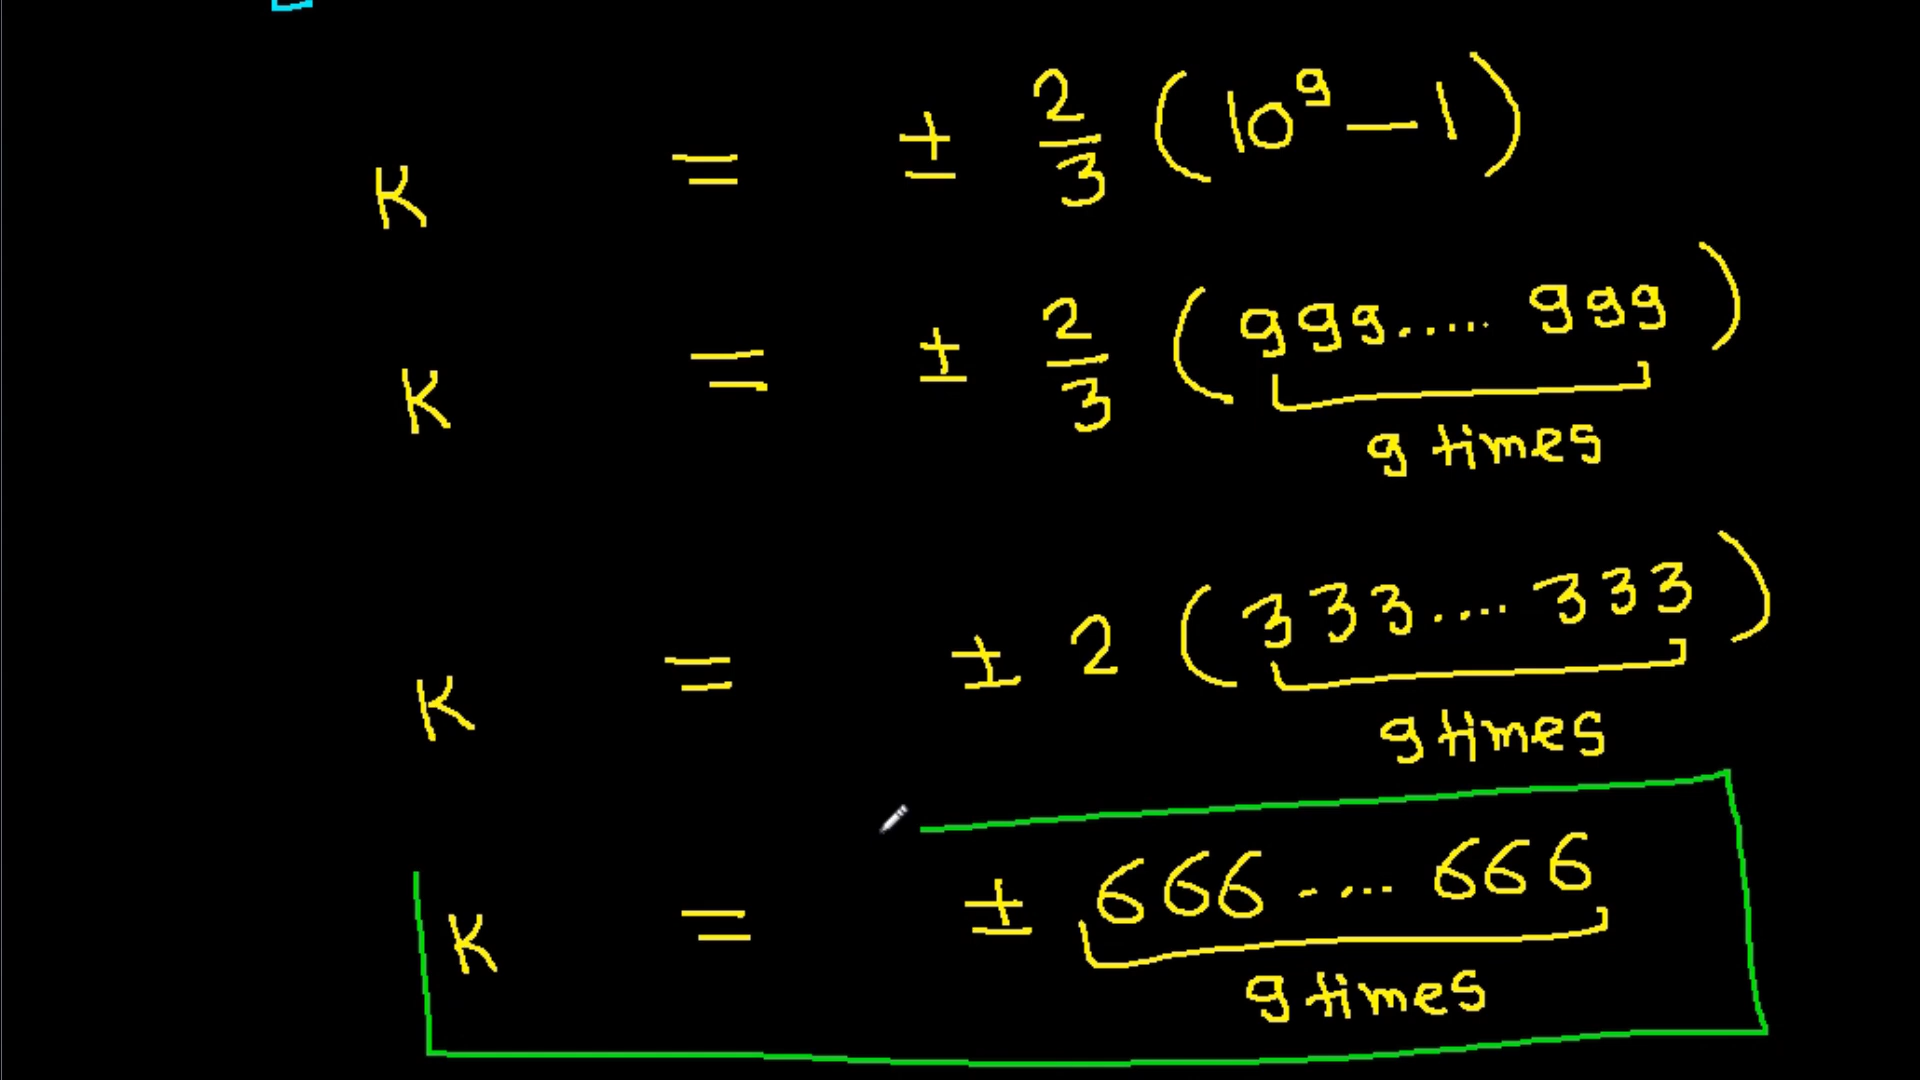 K = ± 2/3 (10⁹ – 1)
K = ± 2/3 (999..... 999)
9 times
K = ± 2 (333.... 333)
9 times
K = ± 666.... 666
9 times